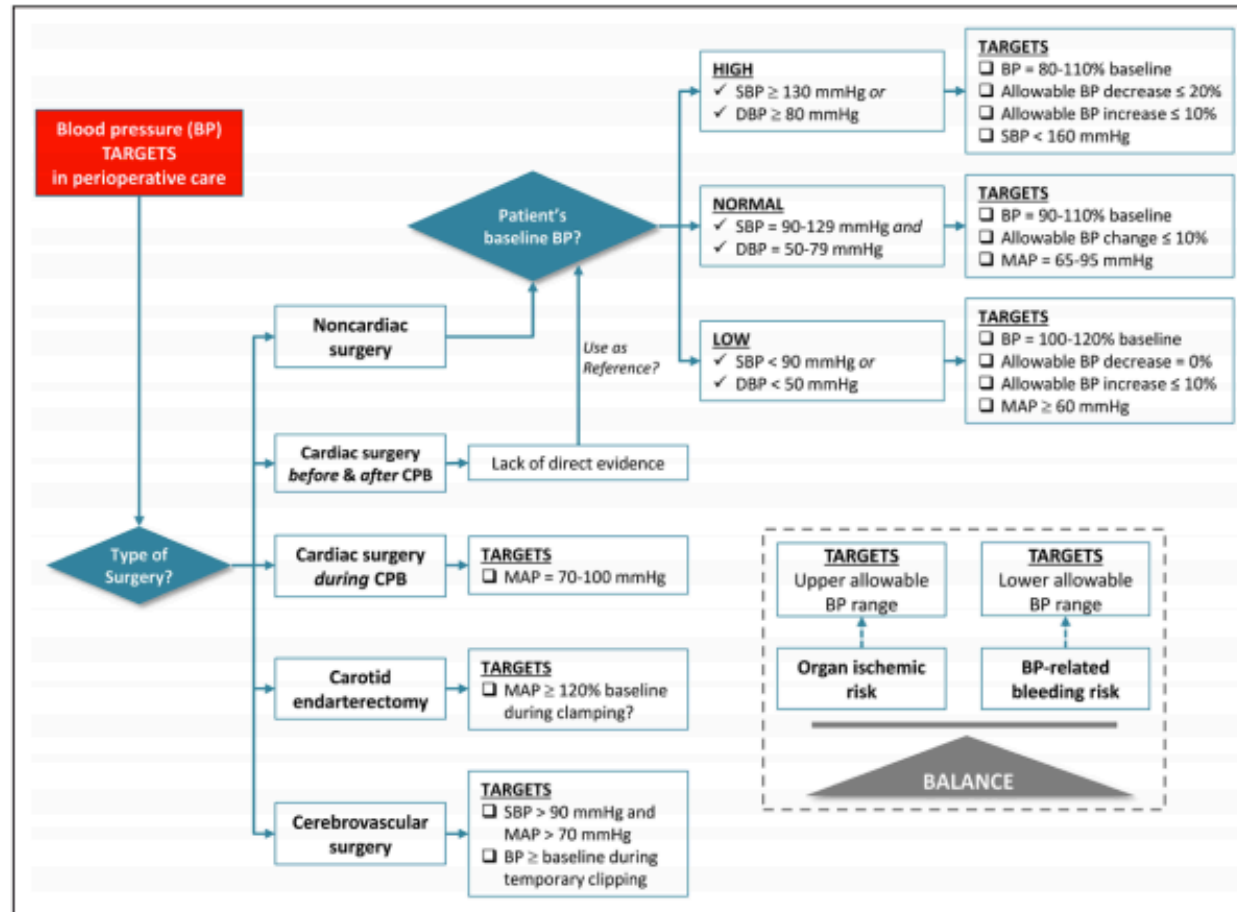 Blood pressure (BP)
TARGETS
in perioperative care
Type of
Surgery?
Noncardiac
surgery
Cardiac surgery
before & after CPB
Lack of direct evidence
Use as
Reference?
Cardiac surgery
during CPB
TARGETS
❑ MAP = 70-100 mmHg
Carotid
endarterectomy
TARGETS
❑ MAP ≥ 120% baseline
during clamping?
Cerebrovascular
surgery
TARGETS
❑ SBP > 90 mmHg and
MAP > 70 mmHg
❑ BP ≥ baseline during
temporary clipping
Patient's
baseline BP?
HIGH
✓ SBP ≥ 130 mmHg or
✓ DBP ≥ 80 mmHg
TARGETS
❑ BP = 80-110% baseline
❑ Allowable BP decrease ≤ 20%
❑ Allowable BP increase ≤ 10%
❑ SBP < 160 mmHg
NORMAL
✓ SBP = 90-129 mmHg and
✓ DBP = 50-79 mmHg
TARGETS
❑ BP = 90-110% baseline
❑ Allowable BP change ≤ 10%
❑ MAP = 65-95 mmHg
LOW
✓ SBP < 90 mmHg or
✓ DBP < 50 mmHg
TARGETS
❑ BP = 100-120% baseline
❑ Allowable BP decrease = 0%
❑ Allowable BP increase ≤ 10%
❑ MAP ≥ 60 mmHg
TARGETS
Upper allowable
BP range
Organ ischemic
risk
TARGETS
Lower allowable
BP range
BP-related
bleeding risk
BALANCE